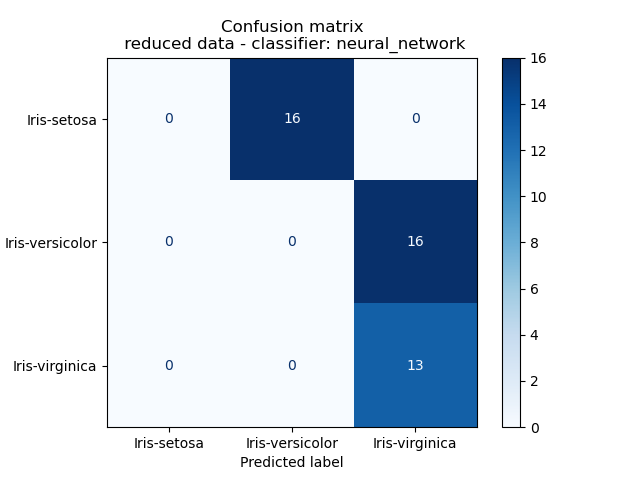 Confusion matrix
reduced data - classifier: neural_network
Iris-setosa 0 16 0
Iris-versicolor 0 0 16
Iris-virginica 0 0 13
Iris-setosa Iris-versicolor Iris-virginica
Predicted label
16
14
12
10
8
6
4
2
0